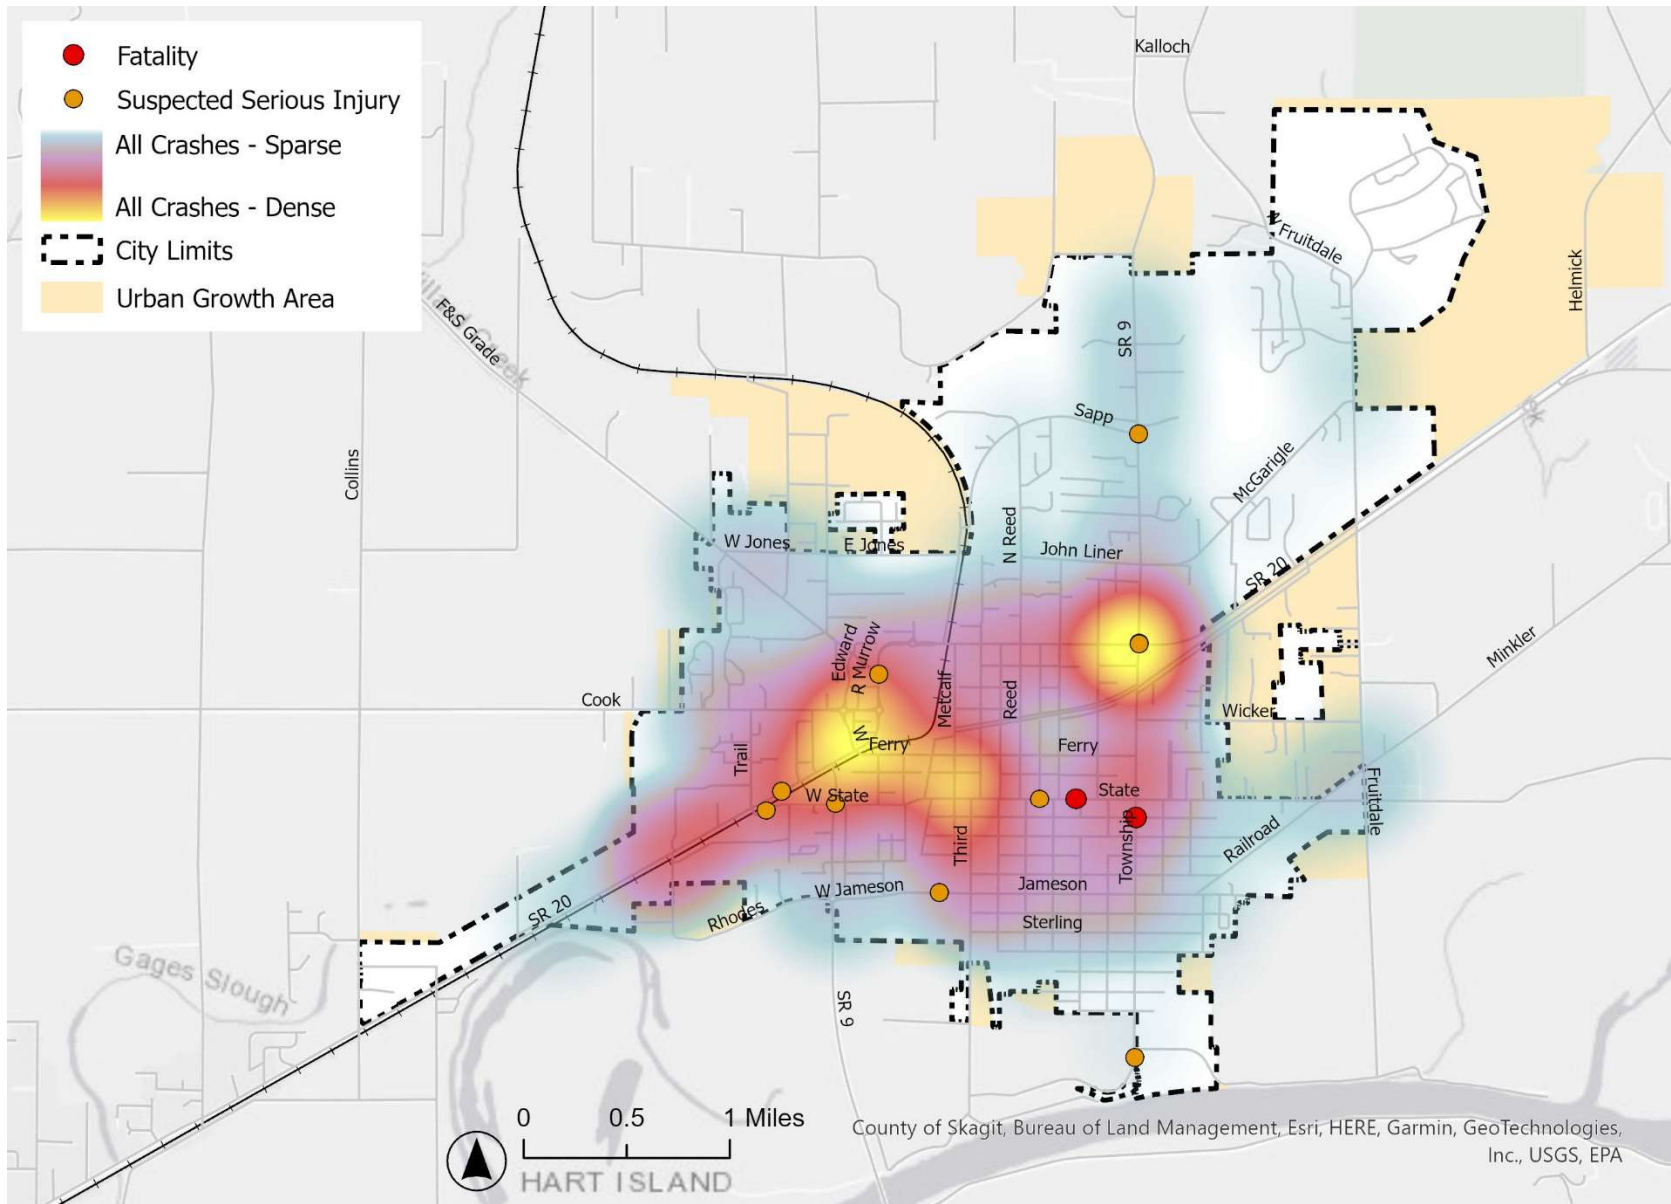 Fatality
Suspected Serious Injury
All Crashes - Sparse
All Crashes - Dense
City Limits
Urban Growth Area
Kalloch
Fruitdale
Helmick
F&S Grade
Creek
SR 9
Sapp
Collins
McGarigle
W Jones
E Jones
N Reed
John Liner
SR 20
Edward
R Murrow
Minkler
Cook
Metcalf
Reed
Wicker
Trail
W
Ferry
Ferry
W State
State
Fruitdale
Third
Township
Railroad
W Jameson
Jameson
Rhodes
Sterling
SR 20
Gages Slough
SR 9
0 0.5 1 Miles
HART ISLAND
County of Skagit, Bureau of Land Management, Esri, HERE, Garmin, GeoTechnologies,
Inc., USGS, EPA